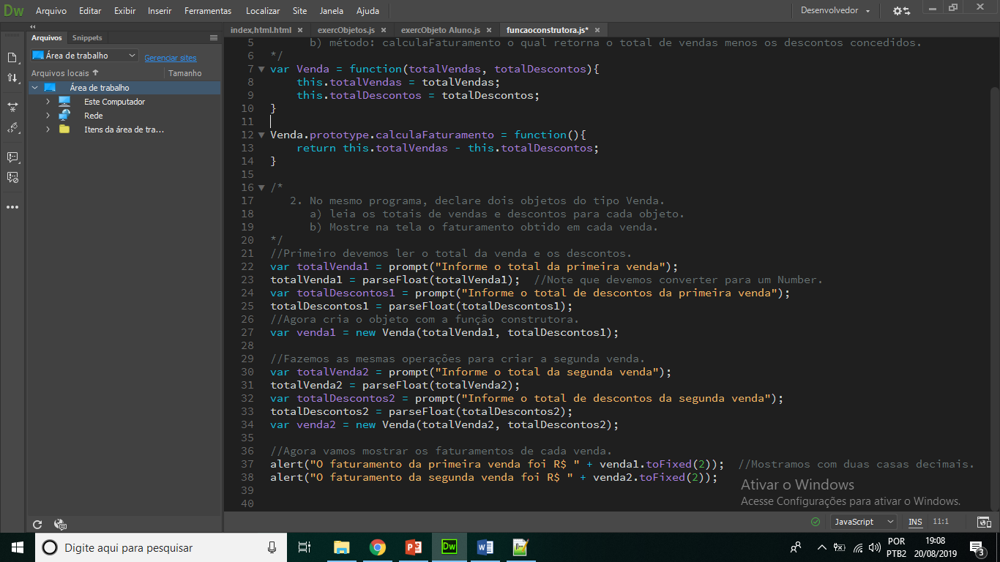 Dw Arquivo Editar Exibir Inserir Ferramentas Localizar Site Janela Ajuda Desenvolvedor
Arquivos Snippets
Área de trabalho Gerenciar sites
Arquivos locais Tamanho
Área de trabalho
Este Computador
Rede
Itens da área de tra...
index,html.html exercObjetos.js exercObjeto Aluno.js funcaoconstrutora.js*
5 b) método: calculaFaturamento o qual retorna o total de vendas menos os descontos concedidos.
6 */
7 var Venda = function(totalVendas, totalDescontos){
8 this.totalVendas = totalVendas;
9 this.totalDescontos = totalDescontos;
10 }
11
12 Venda.prototype.calculaFaturamento = function(){
13 return this.totalVendas - this.totalDescontos;
14 }
15
16 /*
17 2. No mesmo programa, declare dois objetos do tipo Venda.
18 a) leia os totais de vendas e descontos para cada objeto.
19 b) Mostre na tela o faturamento obtido em cada venda.
20 */
21 //Primeiro devemos ler o total da venda e os descontos.
22 var totalVenda1 = prompt("Informe o total da primeira venda");
23 totalVenda1 = parseFloat(totalVenda1); //Note que devemos converter para um Number.
24 var totalDescontos1 = prompt("Informe o total de descontos da primeira venda");
25 totalDescontos1 = parseFloat(totalDescontos1);
26 //Agora cria o objeto com a função construtora.
27 var venda1 = new Venda(totalVenda1, totalDescontos1);
28
29 //Fazemos as mesmas operações para criar a segunda venda.
30 var totalVenda2 = prompt("Informe o total da segunda venda");
31 totalVenda2 = parseFloat(totalVenda2);
32 var totalDescontos2 = prompt("Informe o total de descontos da segunda venda");
33 totalDescontos2 = parseFloat(totalDescontos2);
34 var venda2 = new Venda(totalVenda2, totalDescontos2);
35
36 //Agora vamos mostrar os faturamentos de cada venda.
37 alert("O faturamento da primeira venda foi R$ " + venda1.toFixed(2)); //Mostramos com duas casas decimais.
38 alert("O faturamento da segunda venda foi R$ " + venda2.toFixed(2));
39
40
Ativar o Windows
Acesse Configurações para ativar o Windows.
JavaScript INS 11:1
Digite aqui para pesquisar
Dw
POR
PTB2
19:08
20/08/2019
3